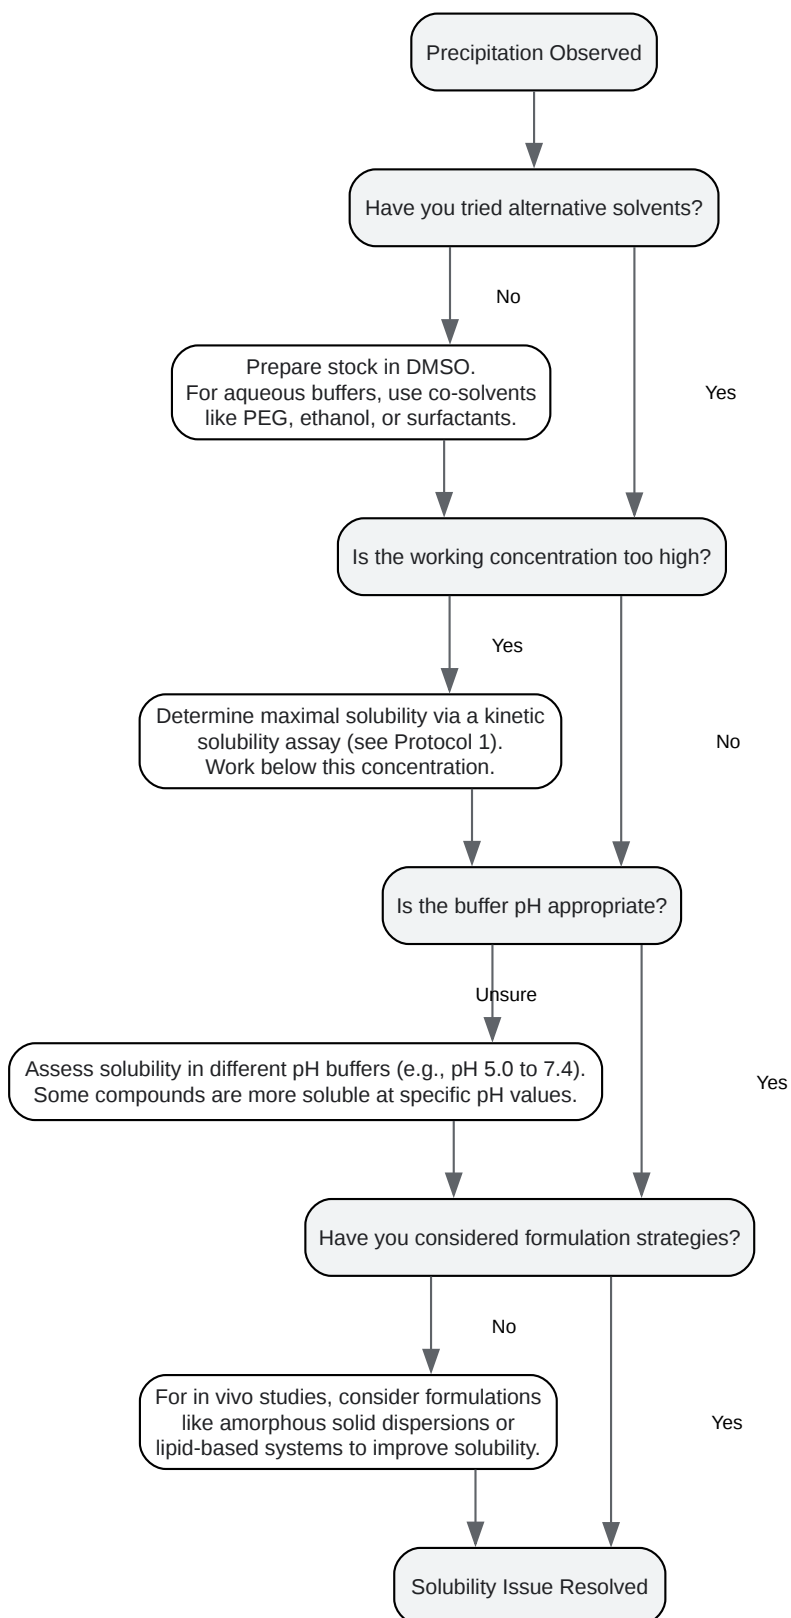 Precipitation Observed
Have you tried alternative solvents?
No
Prepare stock in DMSO.
For aqueous buffers, use co-solvents
like PEG, ethanol, or surfactants.
Yes
Is the working concentration too high?
Yes
Determine maximal solubility via a kinetic
solubility assay (see Protocol 1).
Work below this concentration.
No
Is the buffer pH appropriate?
Unsure
Assess solubility in different pH buffers (e.g., pH 5.0 to 7.4).
Some compounds are more soluble at specific pH values.
Yes
Have you considered formulation strategies?
No
For in vivo studies, consider formulations
like amorphous solid dispersions or
lipid-based systems to improve solubility.
Yes
Solubility Issue Resolved